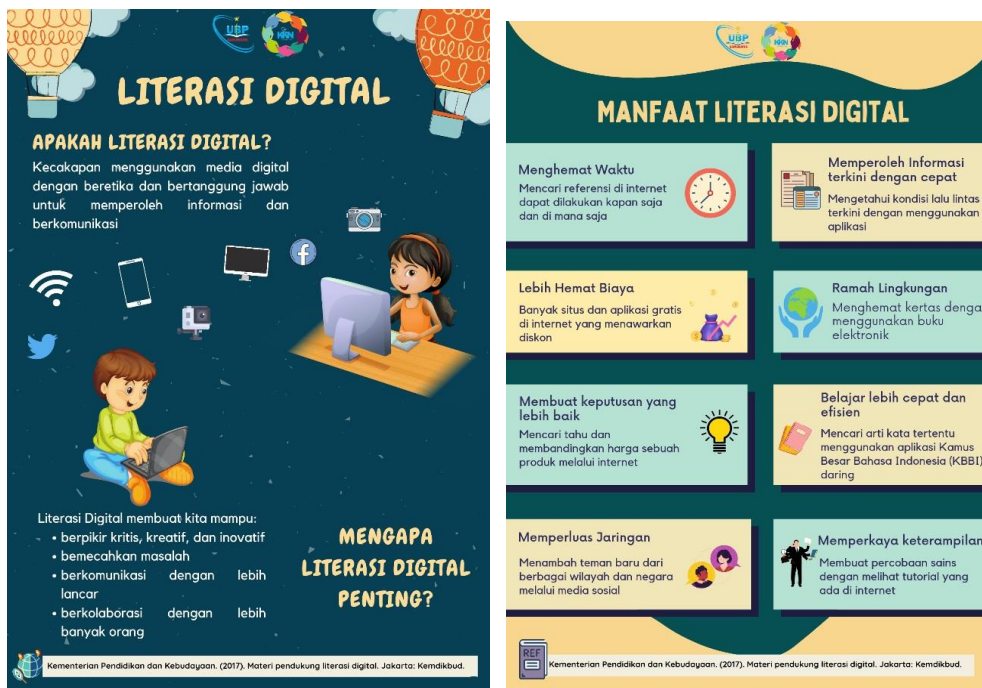 UBP
KKN
LITERASI DIGITAL
APAKAH LITERASI DIGITAL?
Kecakapan menggunakan media digital
dengan beretika dan bertanggung jawab
untuk memperoleh informasi dan
berkomunikasi
Literasi Digital membuat kita mampu:
• berpikir kritis, kreatif, dan inovatif
• bemecahkan masalah
• berkomunikasi dengan lebih
lancar
• berkolaborasi dengan lebih
banyak orang
MENGAPA
LITERASI DIGITAL
PENTING?
Kementerian Pendidikan dan Kebudayaan. (2017). Materi pendukung literasi digital. Jakarta: Kemdikbud.
UBP
KKN
MANFAAT LITERASI DIGITAL
Menghemat Waktu
Mencari referensi di internet
dapat dilakukan kapan saja
dan di mana saja
Memperoleh Informasi
terkini dengan cepat
Mengetahui kondisi lalu lintas
terkini dengan menggunakan
aplikasi
Lebih Hemat Biaya
Banyak situs dan aplikasi gratis
di internet yang menawarkan
diskon
Ramah Lingkungan
Menghemat kertas denga
menggunakan buku
elektronik
Membuat keputusan yang
lebih baik
Mencari tahu dan
membandingkan harga sebuah
produk melalui internet
Belajar lebih cepat dan
efisien
Mencari arti kata tertentu
menggunakan aplikasi Kamus
Besar Bahasa Indonesia (KBBI)
daring
Memperluas Jaringan
Menambah teman baru dari
berbagai wilayah dan negara
melalui media sosial
Memperkaya keterampilan
Membuat percobaan sains
dengan melihat tutorial yang
ada di internet
REF
Kementerian Pendidikan dan Kebudayaan. (2017). Materi pendukung literasi digital. Jakarta: Kemdikbud.